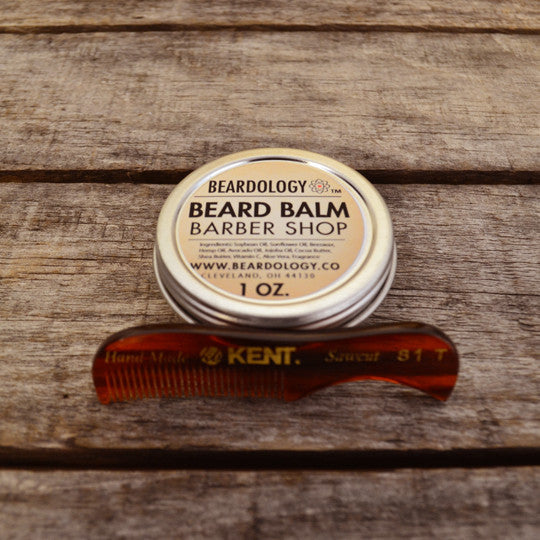 BEARDOLOGY TM
BEARD BALM
BARBER SHOP
Ingredients: Soybean Oil, Sunflower Oil, Beeswax,
Hemp Oil, Avocado Oil, Jojoba Oil, Cocoa Butter,
Shea Butter, Vitamin C, Aloe Vera, Fragrance
WWW.BEARDOLOGY.CO
CLEVELAND, OH 44130
1 OZ.
Hand-Made KENT. Sawcut 81 T